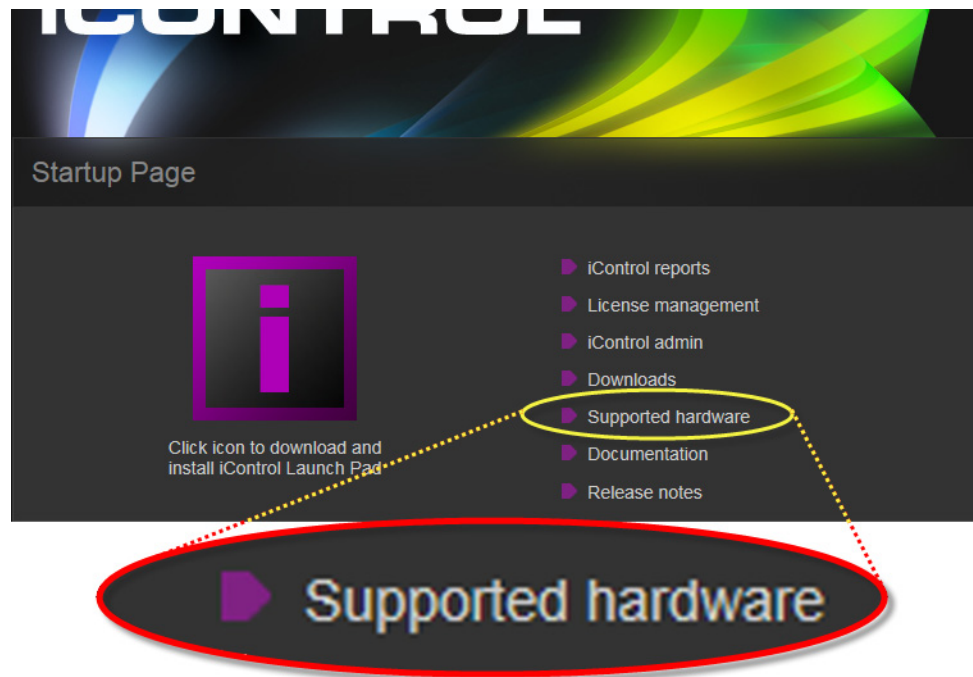 iCONTROL
Startup Page
iControl reports
License management
iControl admin
Downloads
Supported hardware
Documentation
Release notes
Click icon to download and
install iControl Launch Pad
Supported hardware